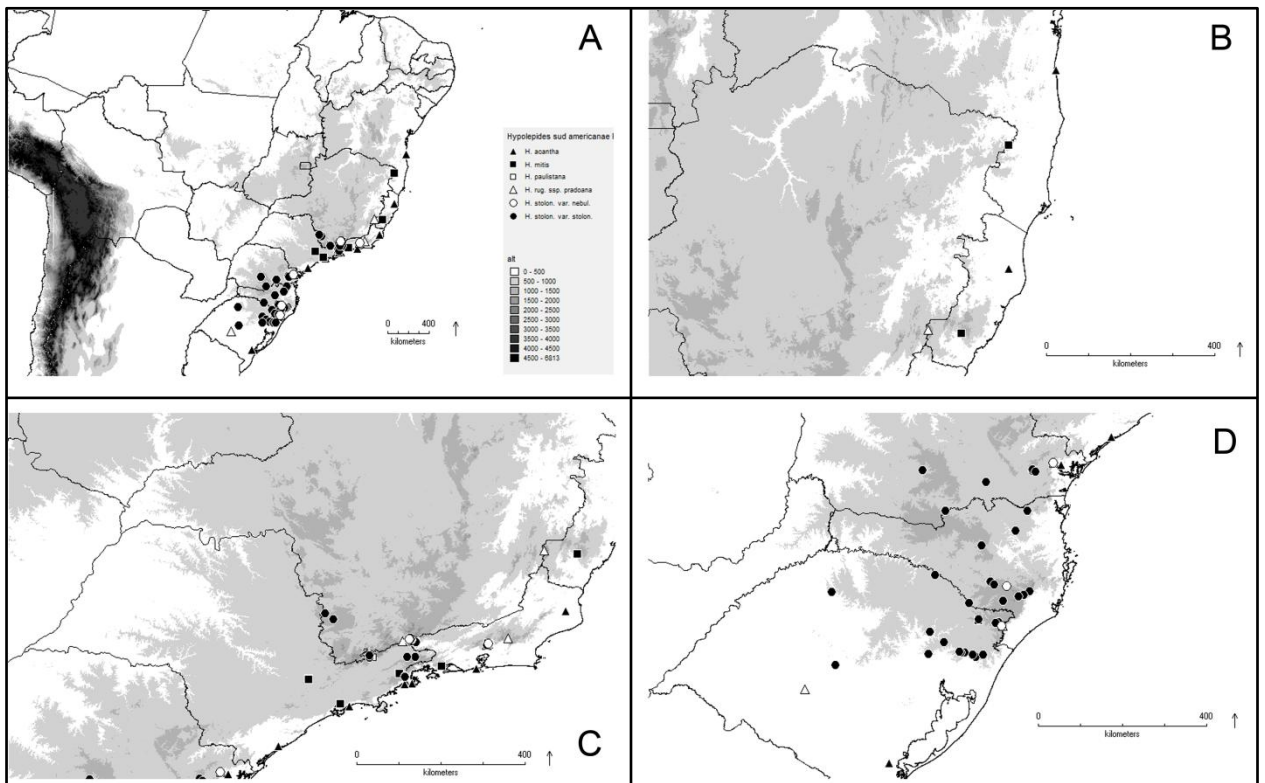 A
Hypolepides sud americanae I
H. acantha
H. mitis
H. paulistana
H. rug. ssp. pradoana
H. stolon. var. nebul.
H. stolon. var. stolon.
alt
0 - 500
500 - 1000
1000 - 1500
1500 - 2000
2000 - 2500
2500 - 3000
3000 - 3500
3500 - 4000
4000 - 4500
4500 - 6813
0 400
kilometers
B
0 400
kilometers
C
0 400
kilometers
D
0 400
kilometers